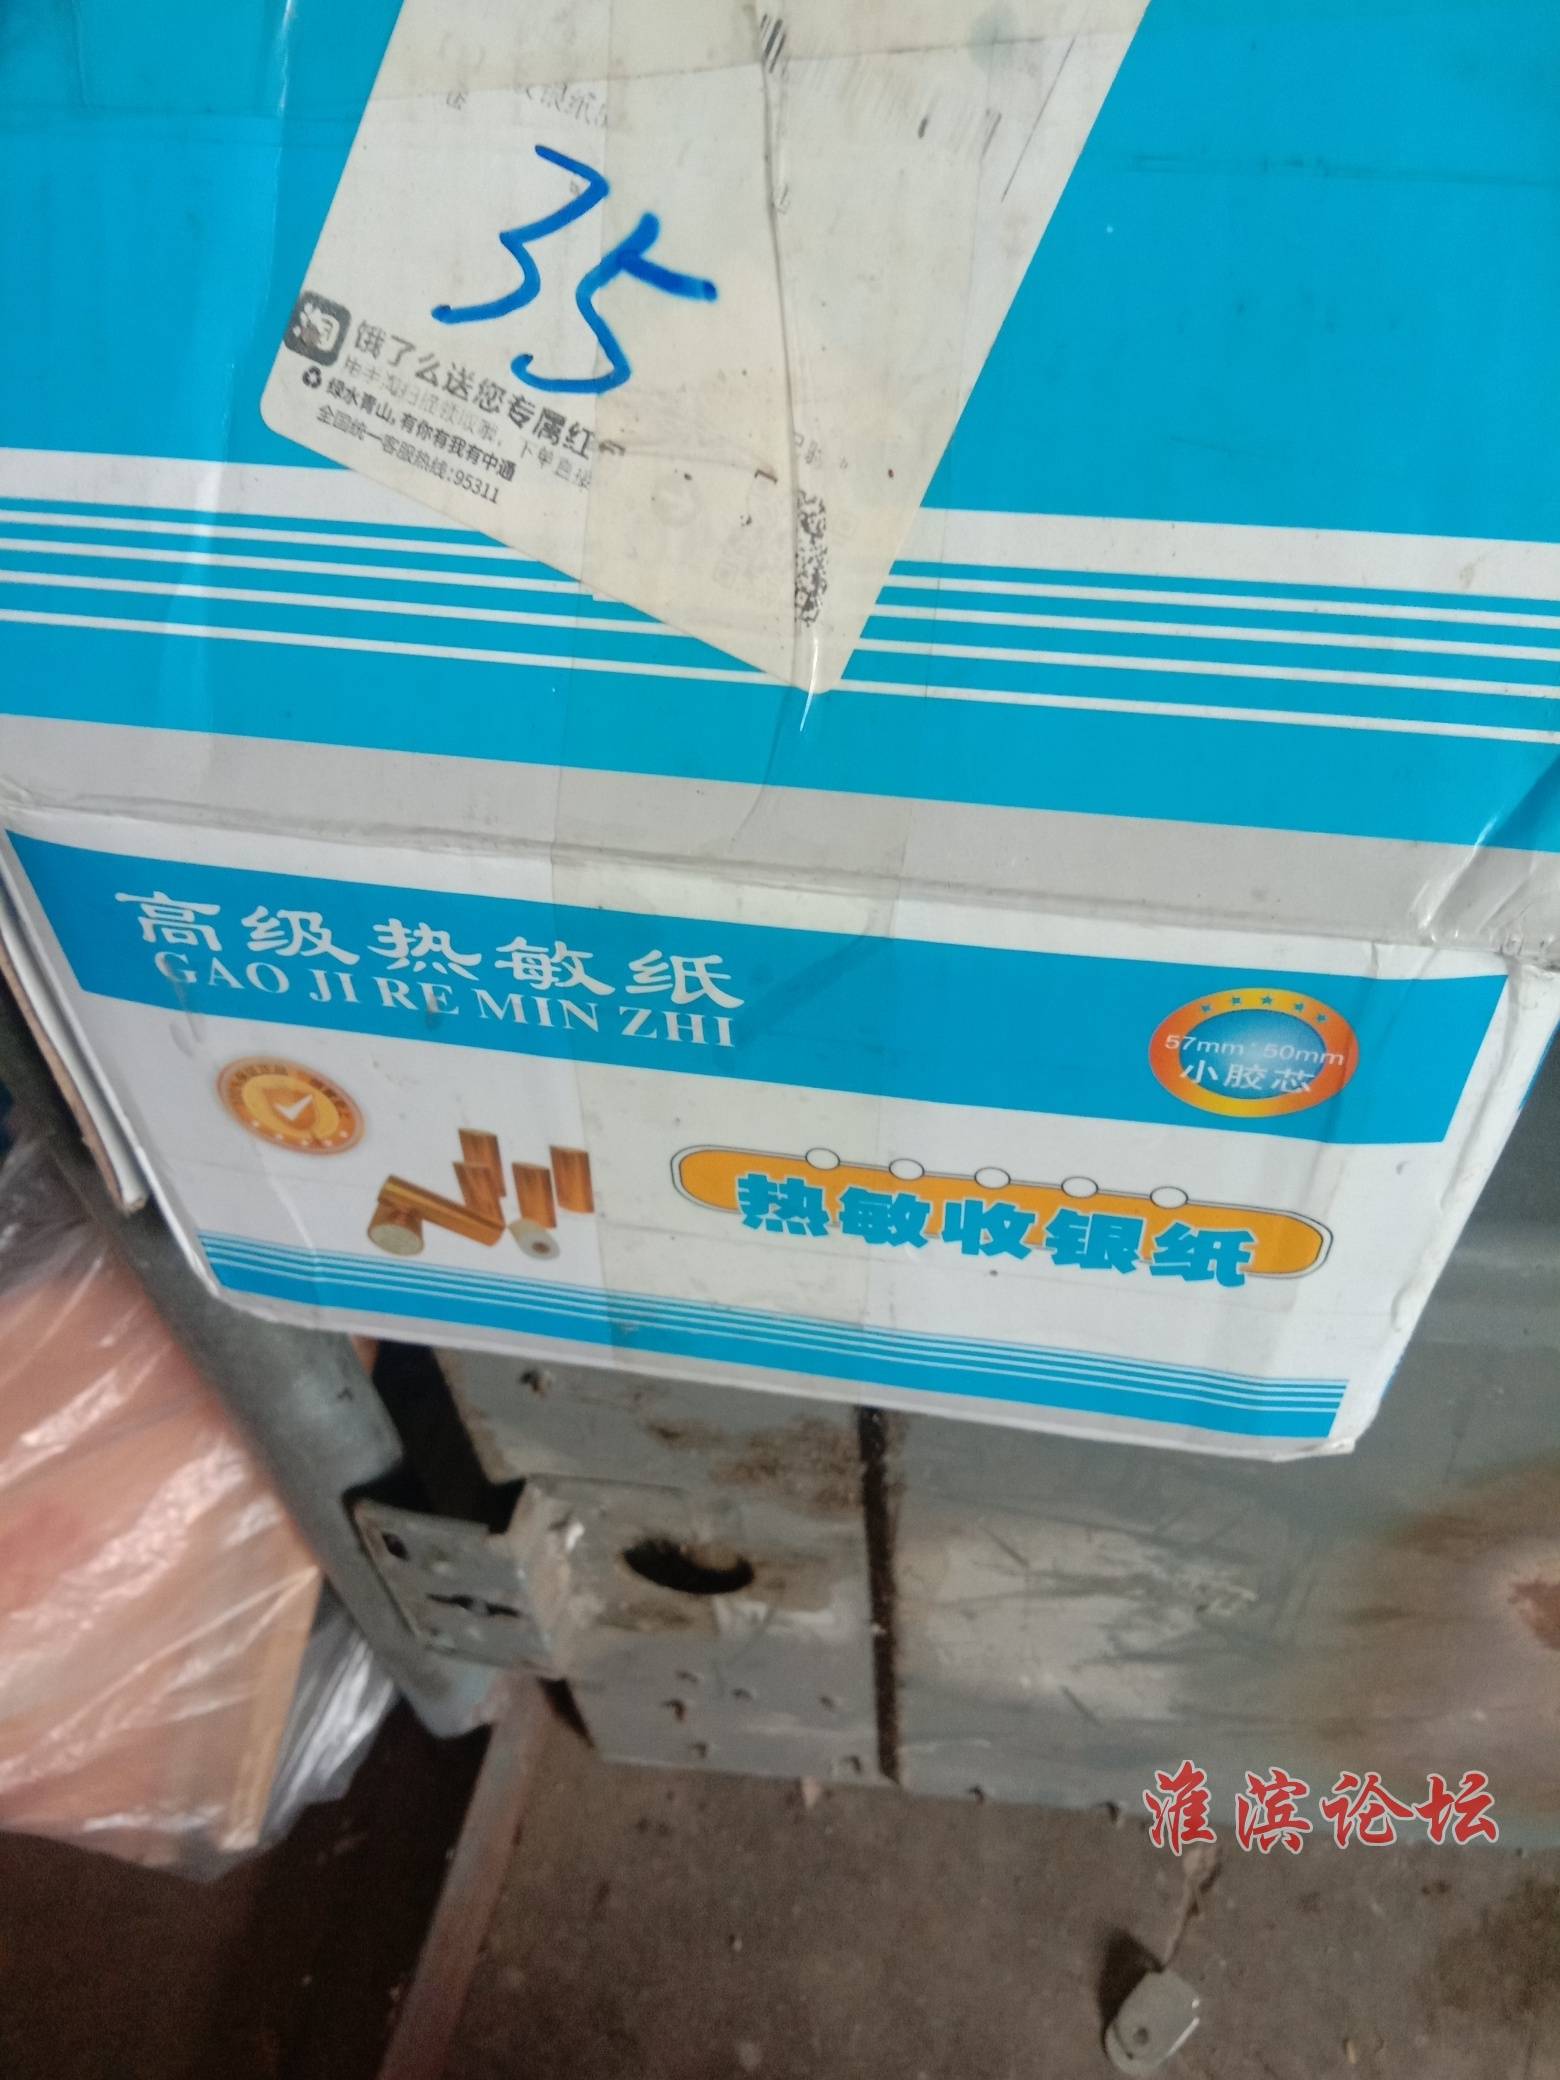 35
淘
饿了么送您专属红
绿水青山,有你有我有中通
全国统一客服热线:95311
高级热敏纸
GAO JI RE MIN ZHI
57mm*50mm
小胶芯
热敏收银纸
淮滨论坛